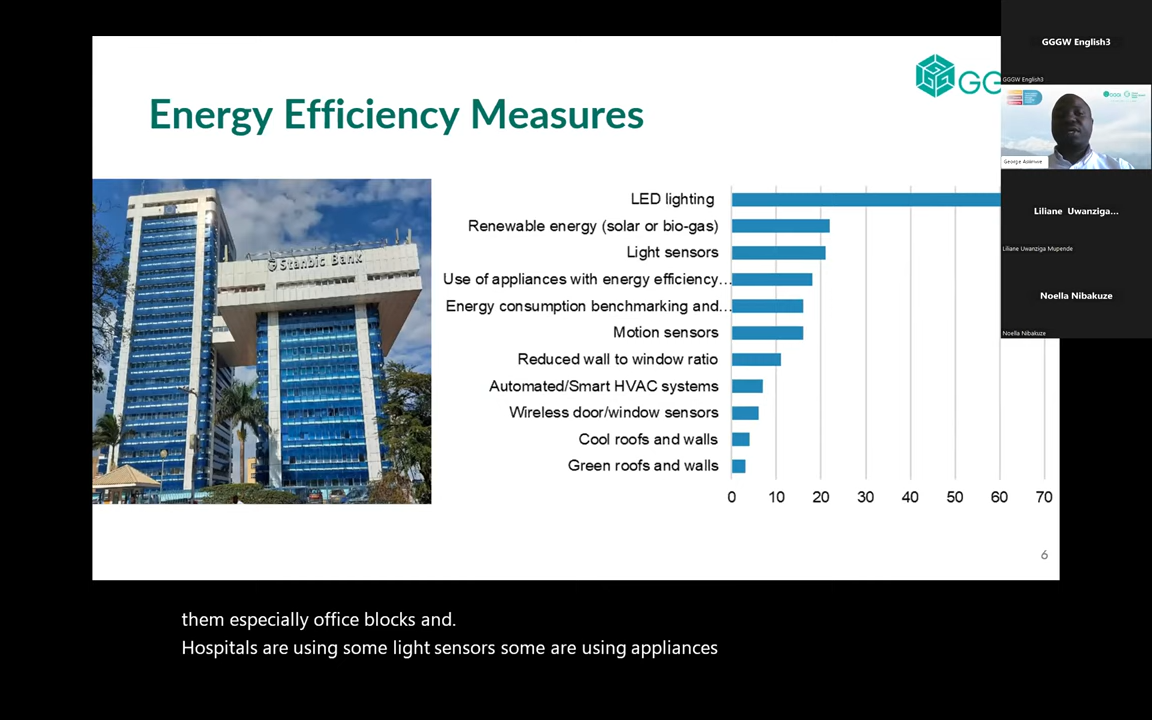 Energy Efficiency Measures
Stanbic Bank
LED lighting
Renewable energy (solar or bio-gas)
Light sensors
Use of appliances with energy efficiency…
Energy consumption benchmarking and…
Motion sensors
Reduced wall to window ratio
Automated/Smart HVAC systems
Wireless door/window sensors
Cool roofs and walls
Green roofs and walls
0 10 20 30 40 50 60 70
6
GGGW English3
GGGW English3
Liliane Uwanziga...
Liliane Uwanziga Mupende
Noella Nibakuze
Noella Nibakuze
them especially office blocks and.
Hospitals are using some light sensors some are using appliances